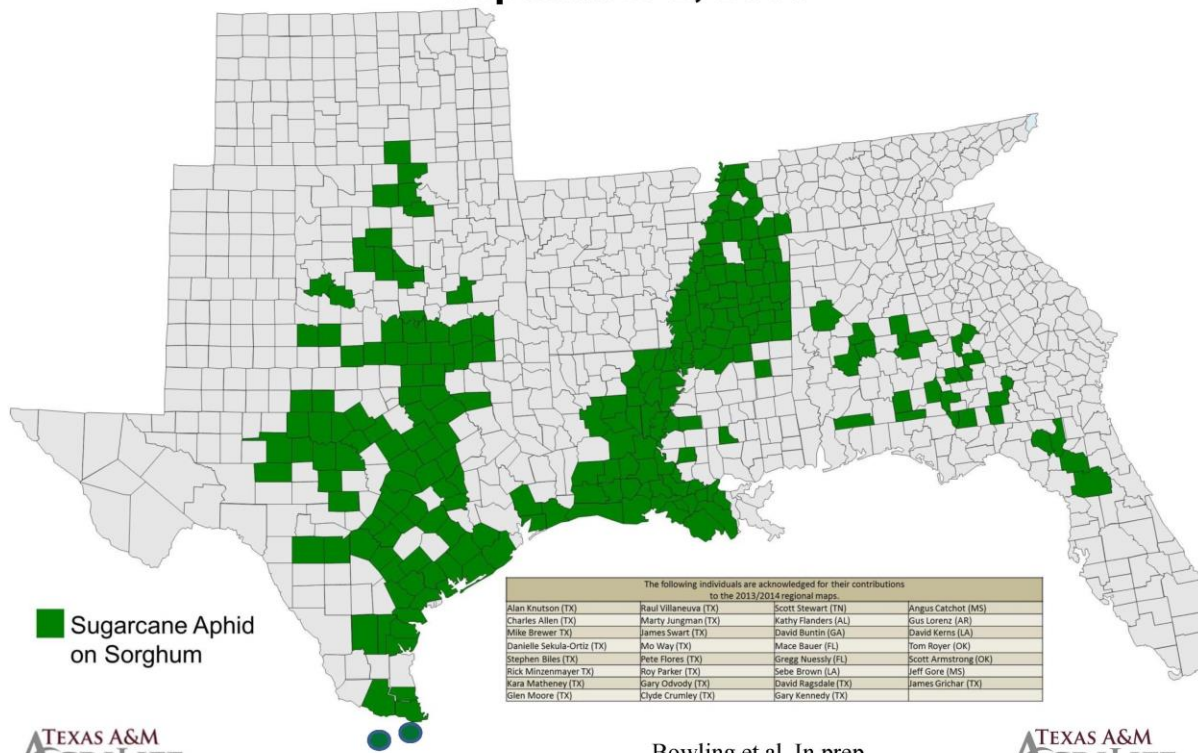 Sugarcane Aphid
on Sorghum
The following individuals are acknowledged for their contributions
to the 2013/2014 regional maps.
Alan Knutson (TX) Raul Villaneuva (TX) Scott Stewart (TN) Angus Catchot (MS)
Charles Allen (TX) Marty Jungman (TX) Kathy Flanders (AL) Gus Lorenz (AR)
Mike Brewer TX) James Swart (TX) David Buntin (GA) David Kerns (LA)
Danielle Sekula-Ortiz (TX) Mo Way (TX) Mace Bauer (FL) Tom Royer (OK)
Stephen Biles (TX) Pete Flores (TX) Gregg Nuessly (FL) Scott Armstrong (OK)
Rick Minzenmayer TX) Roy Parker (TX) Sebe Brown (LA) Jeff Gore (MS)
Kara Matheney (TX) Gary Odvody (TX) David Ragsdale (TX) James Grichar (TX)
Glen Moore (TX) Clyde Crumley (TX) Gary Kennedy (TX)
TEXAS A&M
TEXAS A&M
Bowling et al. In prep